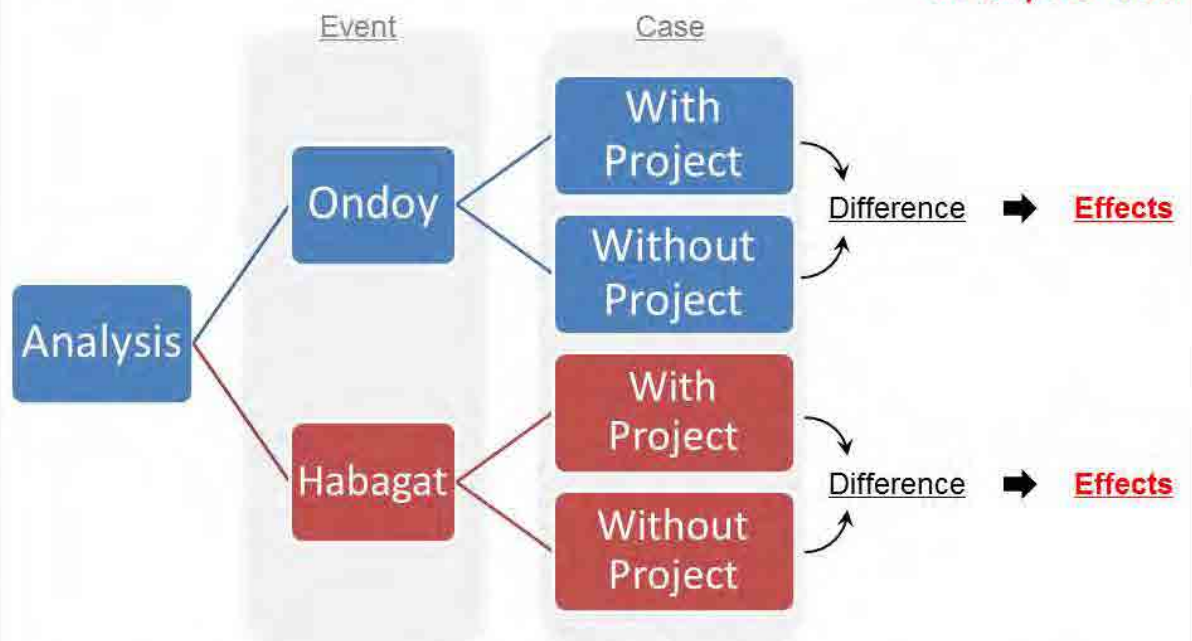 Event
Case
Analysis
Ondoy
With
Project
Without
Project
Difference
Effects
Habagat
With
Project
Without
Project
Difference
Effects